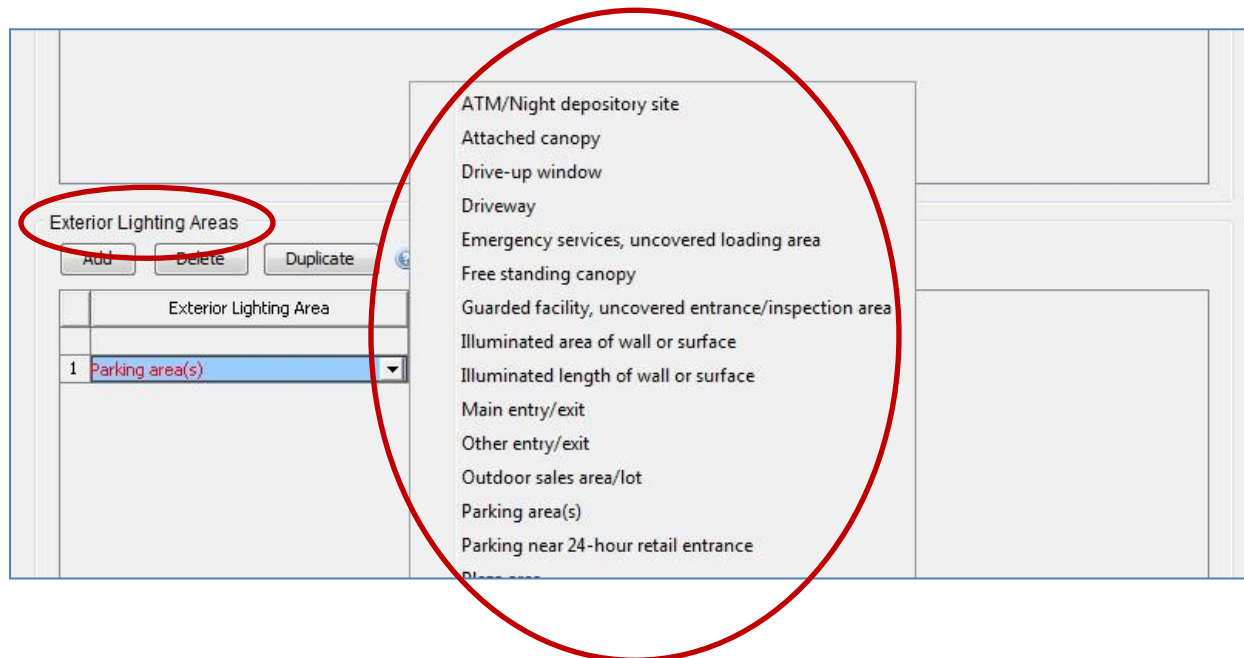 Exterior Lighting Areas
Add Delete Duplicate
Exterior Lighting Area
1 Parking area(s)
ATM/Night depository site
Attached canopy
Drive-up window
Driveway
Emergency services, uncovered loading area
Free standing canopy
Guarded facility, uncovered entrance/inspection area
Illuminated area of wall or surface
Illuminated length of wall or surface
Main entry/exit
Other entry/exit
Outdoor sales area/lot
Parking area(s)
Parking near 24-hour retail entrance